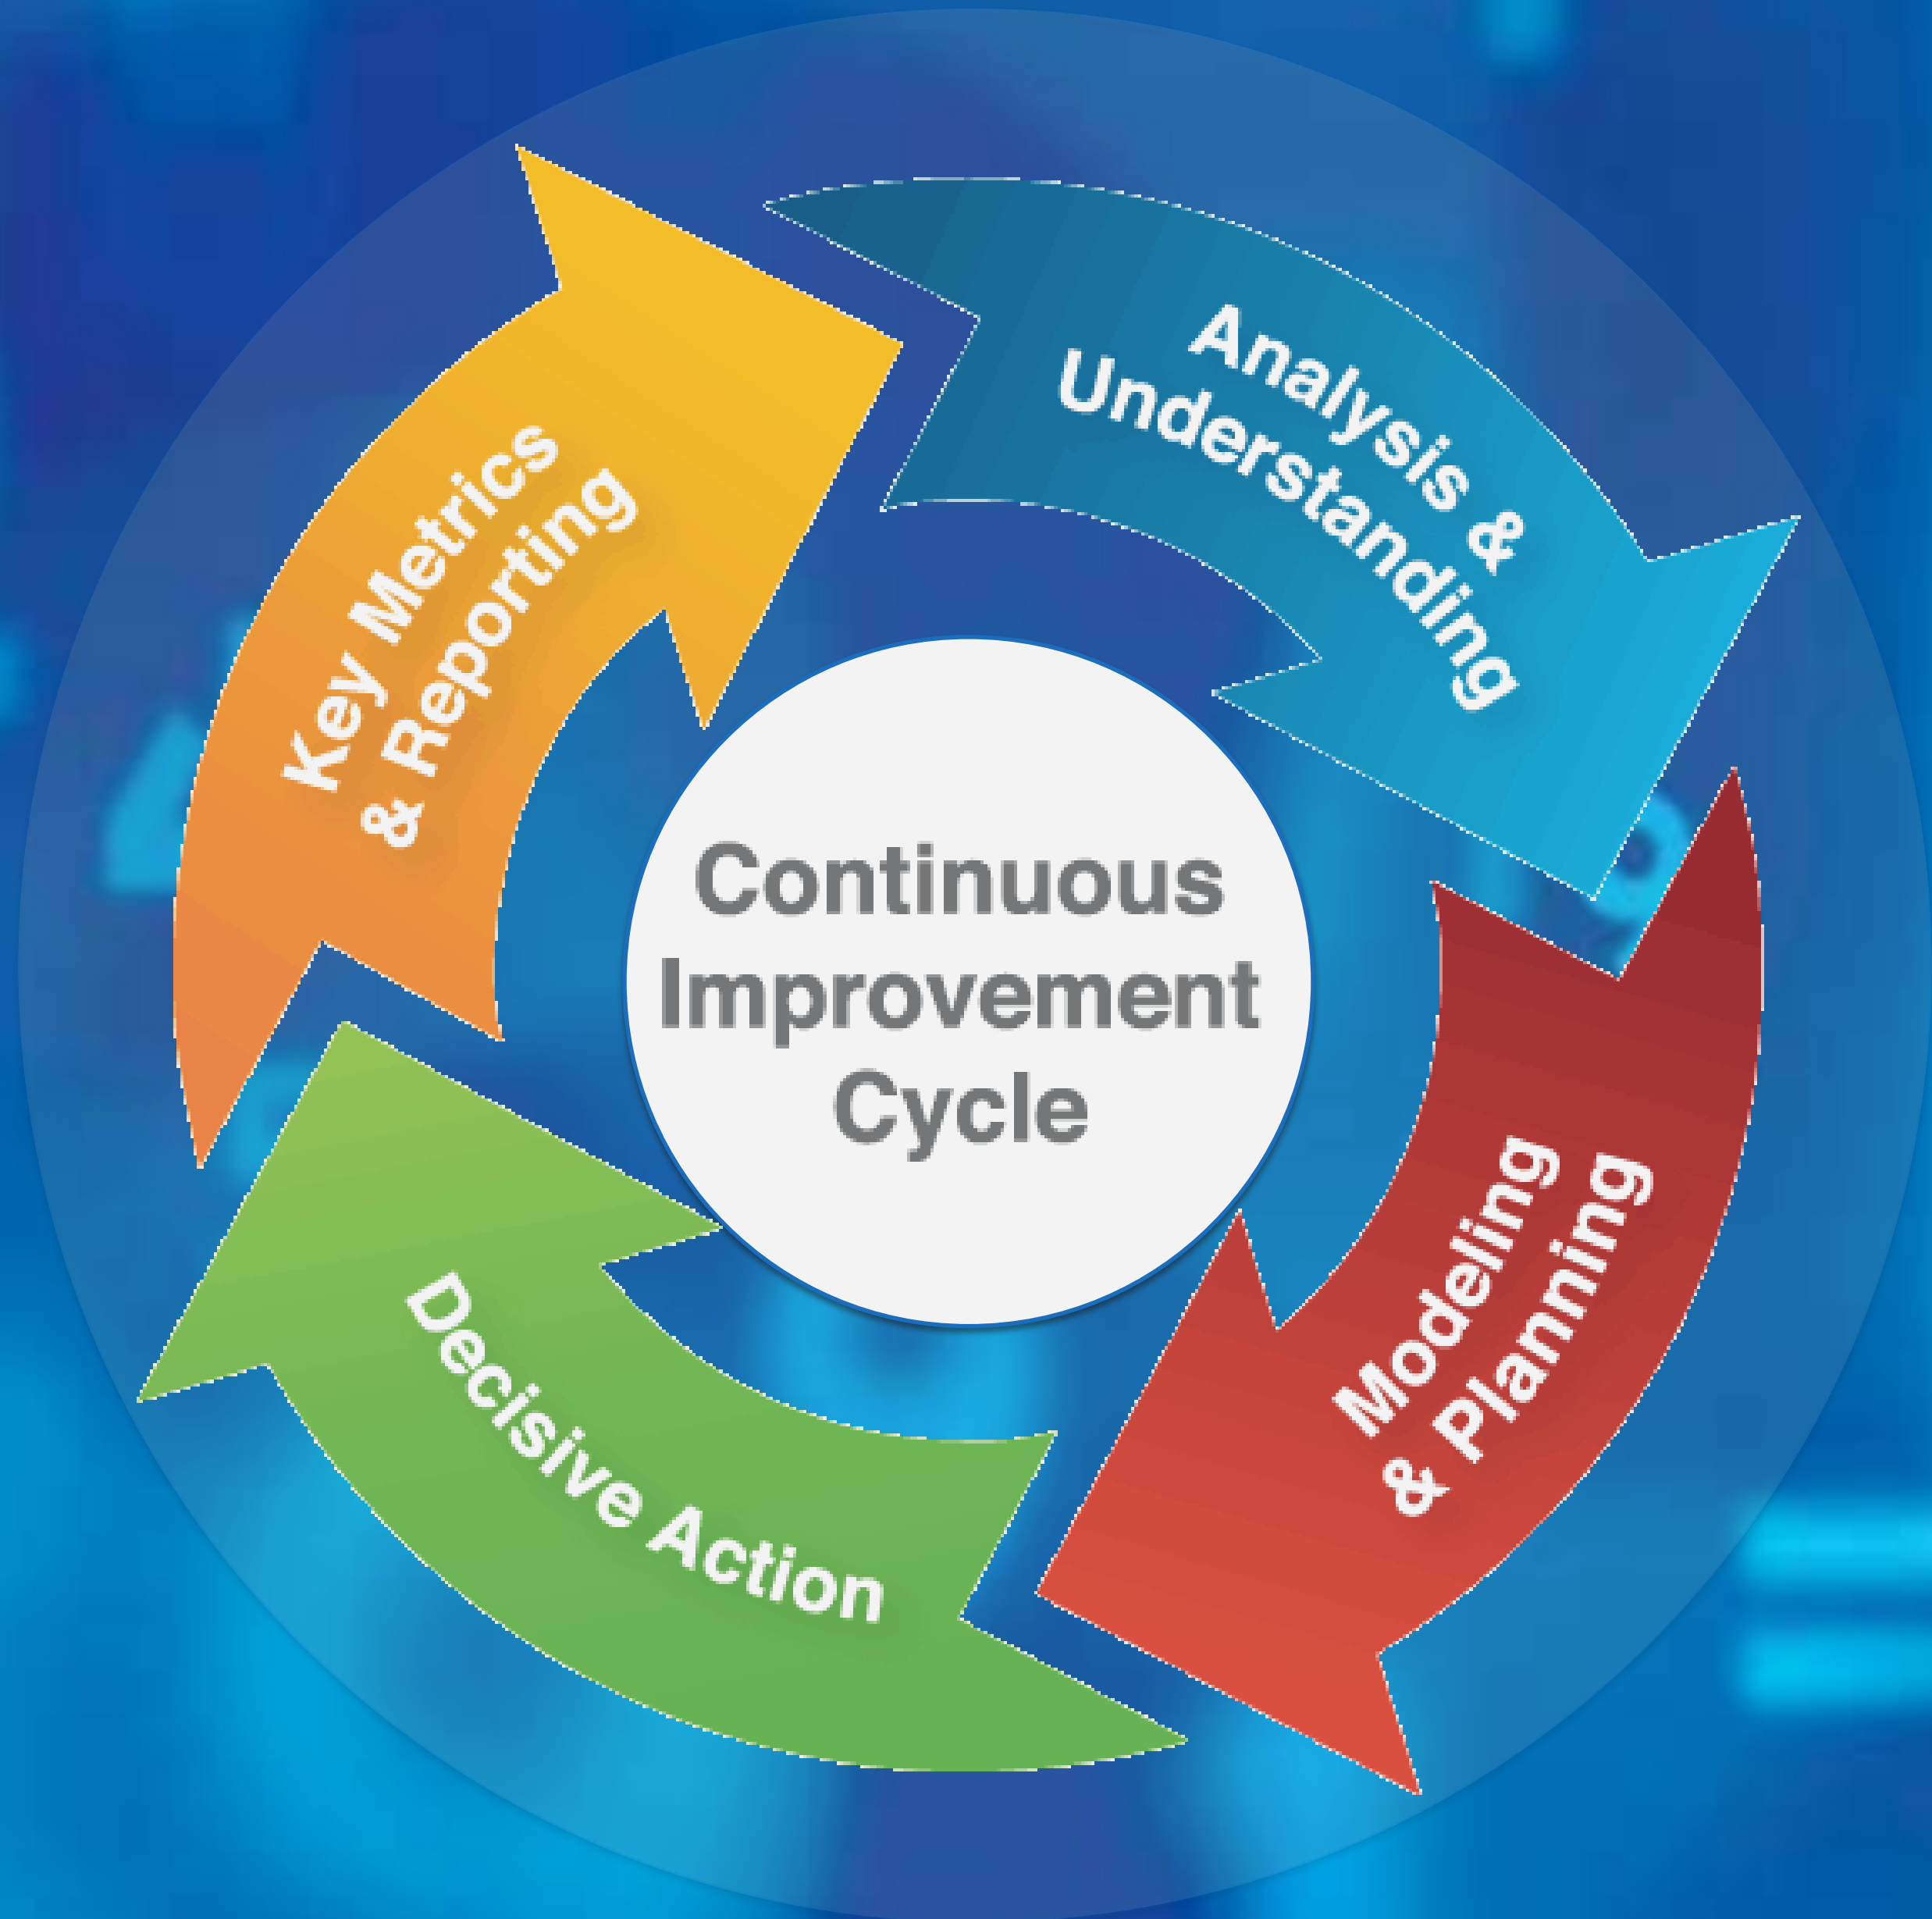 Key Metrics
& Reporting
Analysis &
Understanding
Continuous
Improvement
Cycle
Modeling
& Planning
Decisive Action